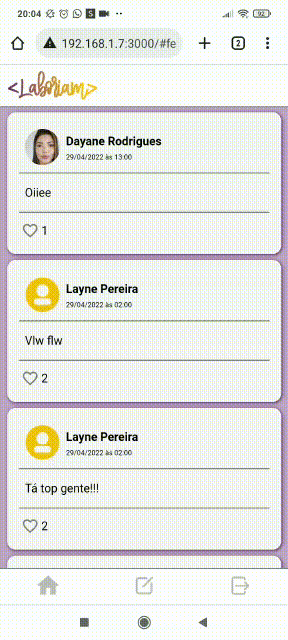 20:04
92
192.168.1.7:3000/#fe
2
<Laboriam>
Dayane Rodrigues
29/04/2022 às 13:00
Oiiee
1
Layne Pereira
29/04/2022 às 02:00
Vlw flw
2
Layne Pereira
29/04/2022 às 02:00
Tá top gente!!!
2